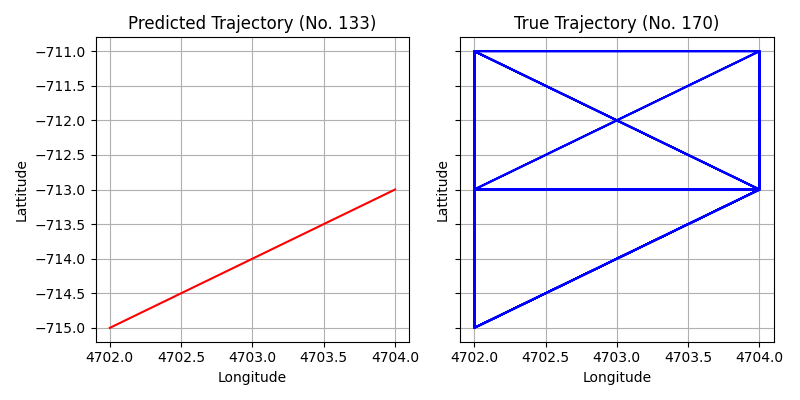 Predicted Trajectory (No. 133)
Lattitude
−711.0
−711.5
−712.0
−712.5
−713.0
−713.5
−714.0
−714.5
−715.0
4702.0 4702.5 4703.0 4703.5 4704.0
Longitude
True Trajectory (No. 170)
Lattitude
4702.0 4702.5 4703.0 4703.5 4704.0
Longitude